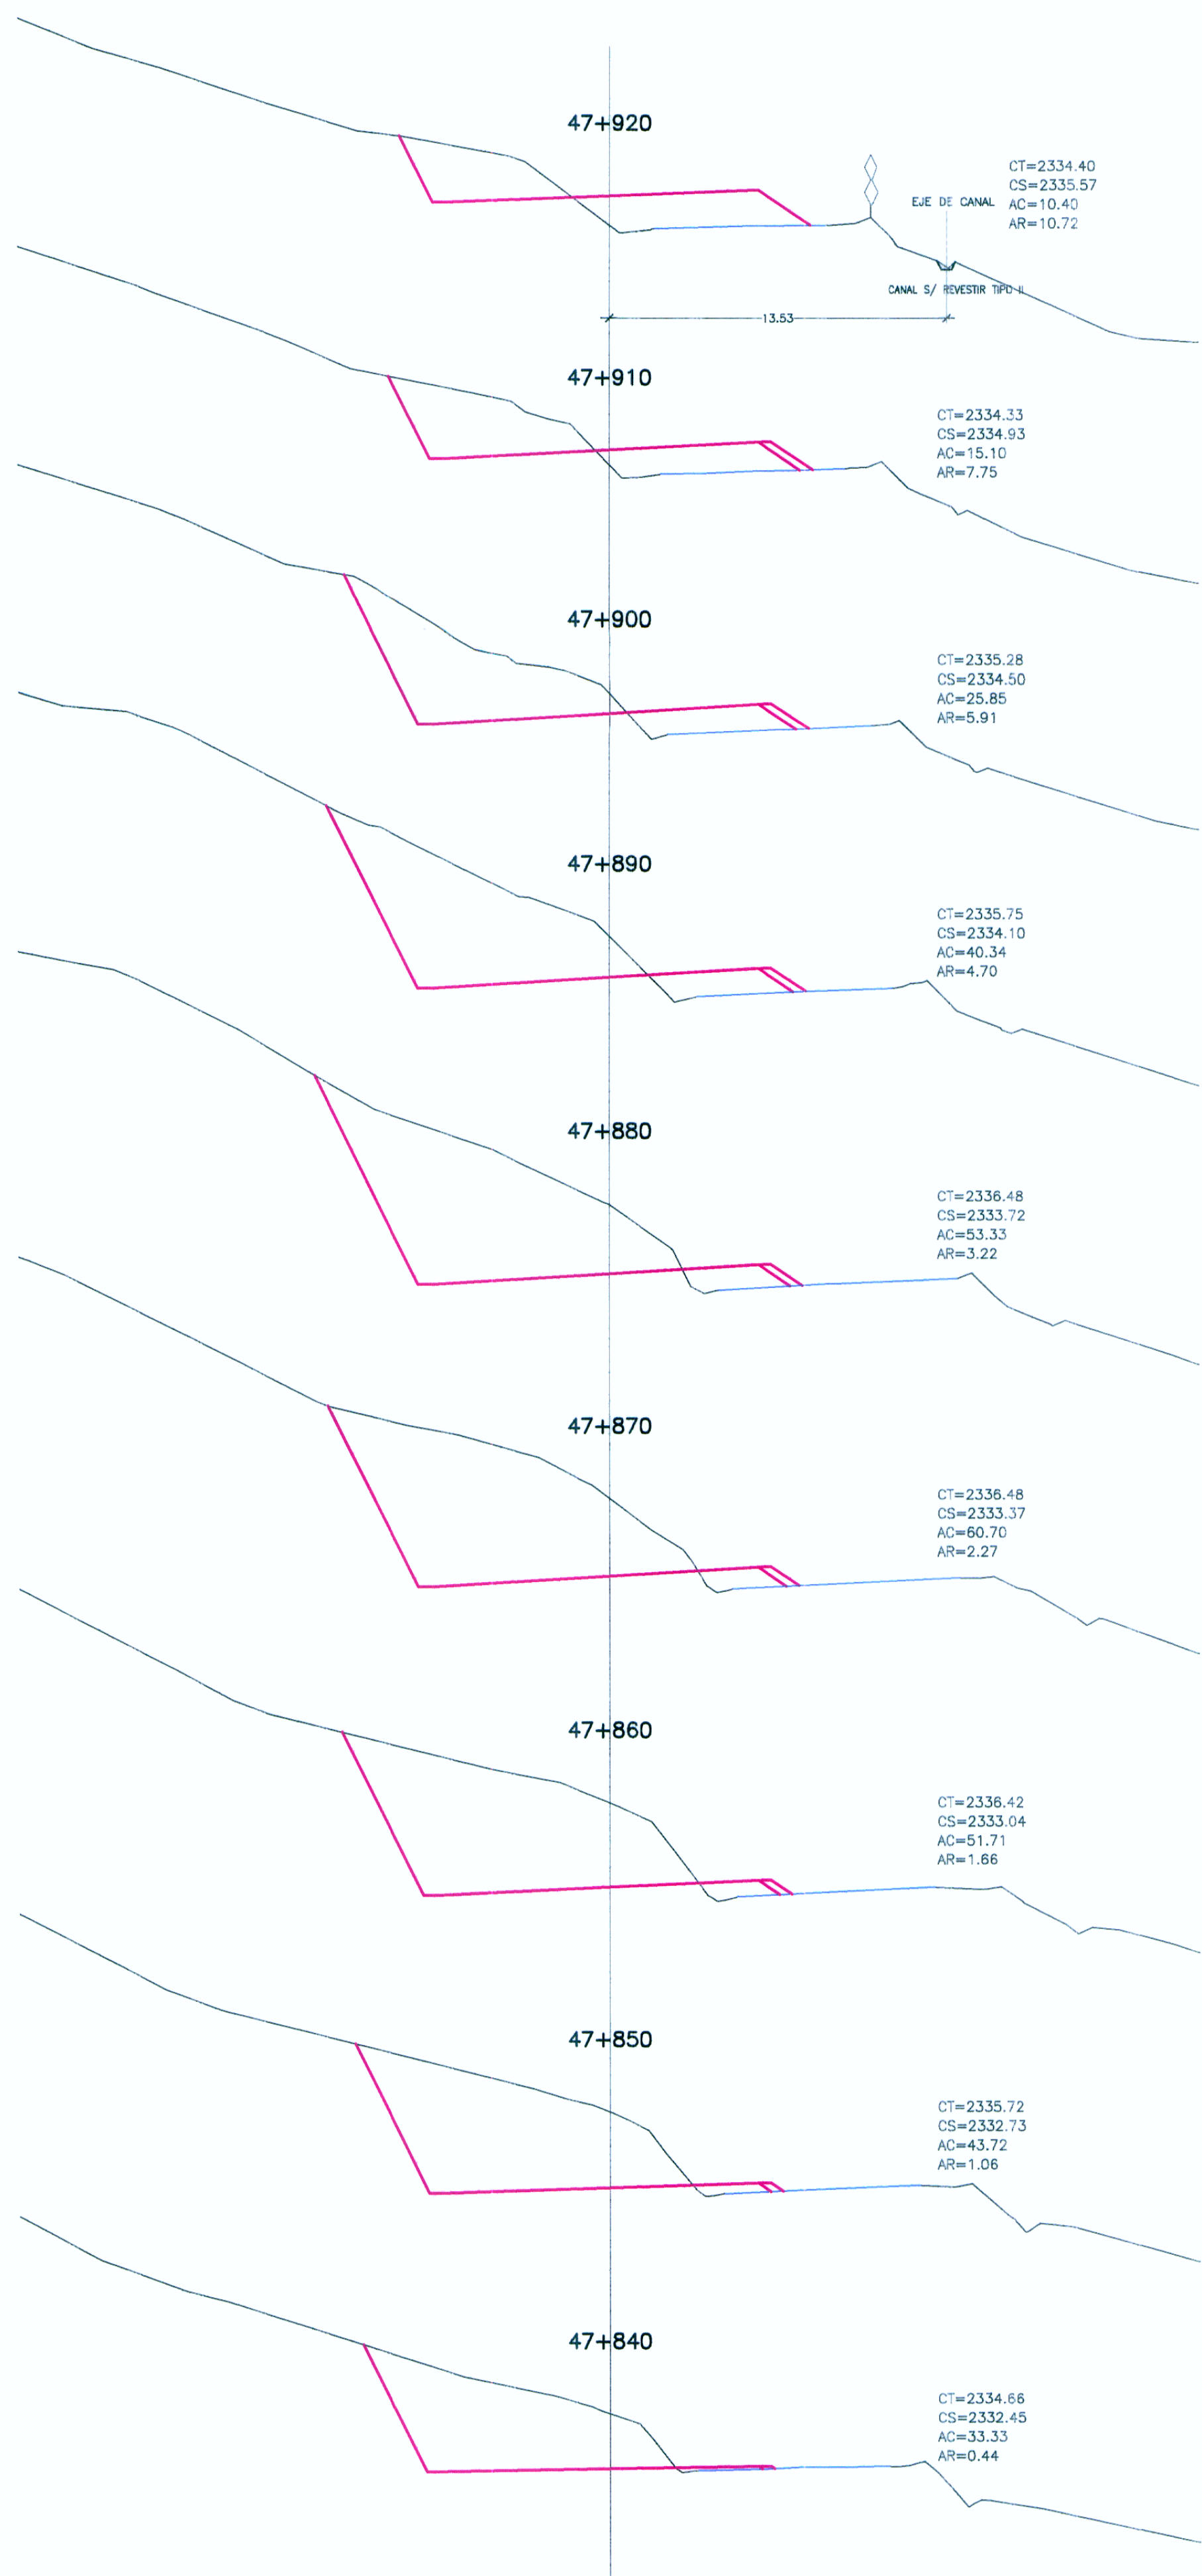 47+920
CT=2334.40
CS=2335.57
AC=10.40
AR=10.72
EJE DE CANAL
CANAL S/ REVESTIR TIPO II
13.53
47+910
CT=2334.33
CS=2334.93
AC=15.10
AR=7.75
47+900
CT=2335.28
CS=2334.50
AC=25.85
AR=5.91
47+890
CT=2335.75
CS=2334.10
AC=40.34
AR=4.70
47+880
CT=2336.48
CS=2333.72
AC=53.33
AR=3.22
47+870
CT=2336.48
CS=2333.37
AC=60.70
AR=2.27
47+860
CT=2336.42
CS=2333.04
AC=51.71
AR=1.66
47+850
CT=2335.72
CS=2332.73
AC=43.72
AR=1.06
47+840
CT=2334.66
CS=2332.45
AC=33.33
AR=0.44